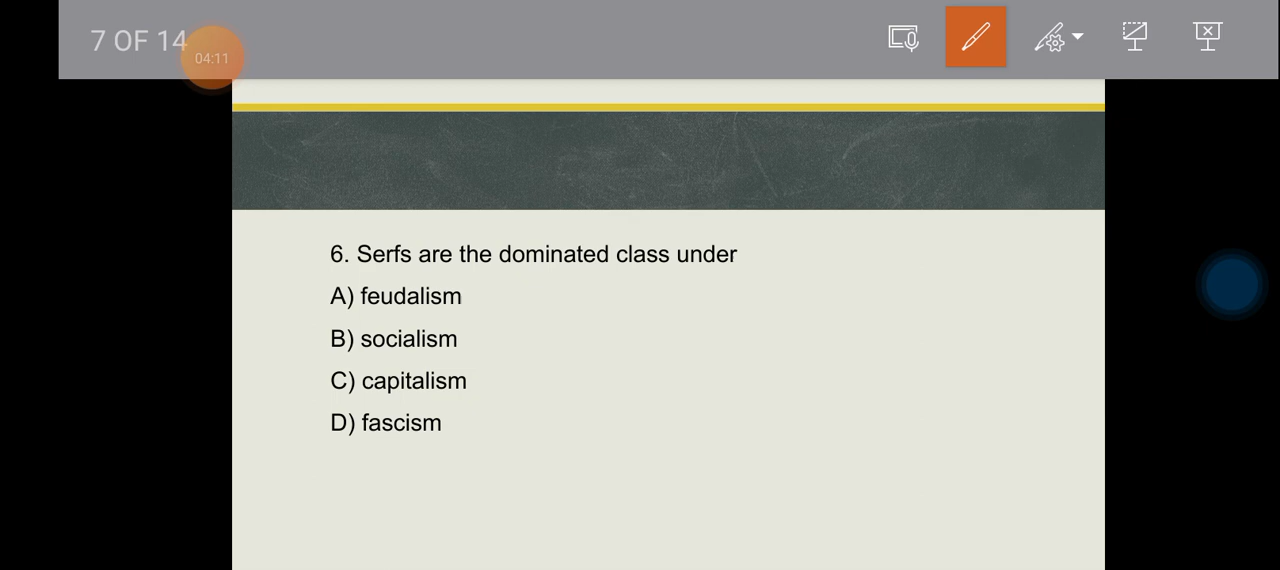 7 OF 14
04:11
6. Serfs are the dominated class under
A) feudalism
B) socialism
C) capitalism
D) fascism